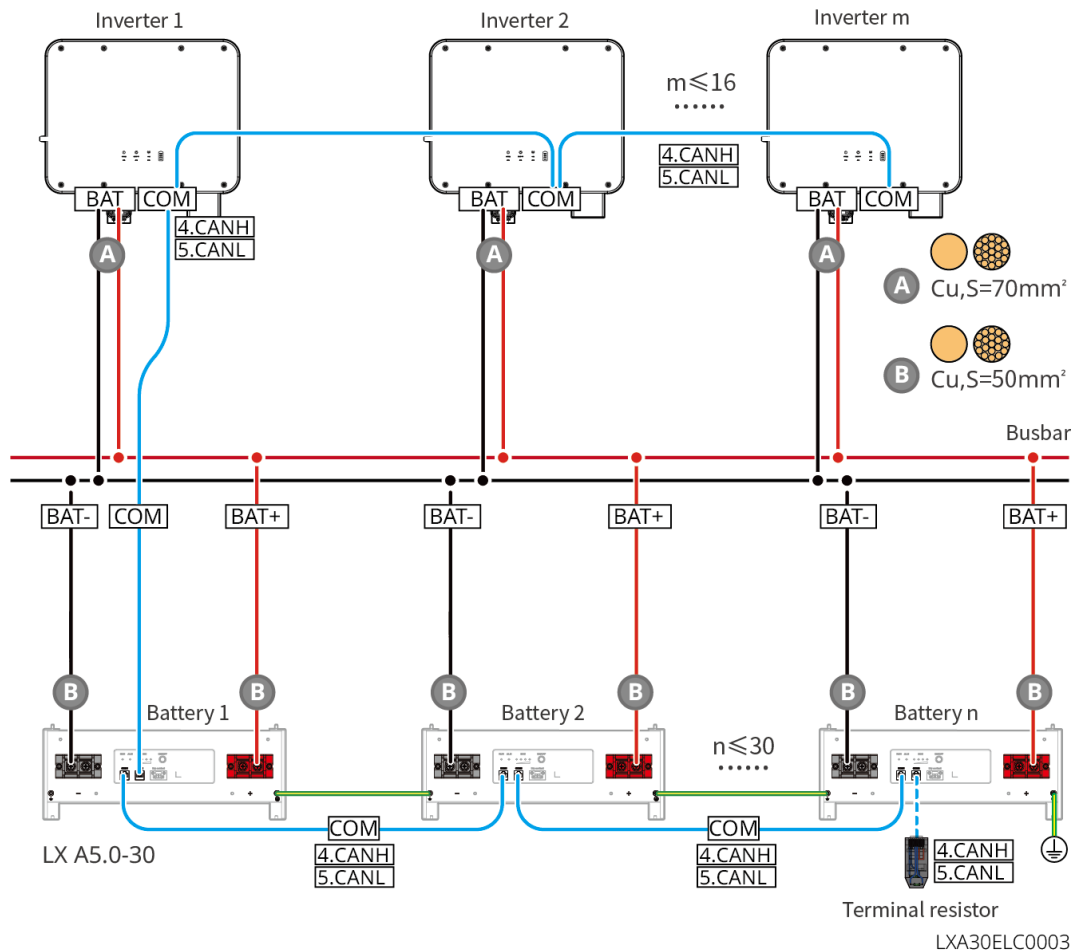 Inverter 1
Inverter 2
Inverter m
m≤16
4.CANH
5.CANL
BAT
COM
BAT
COM
BAT
COM
4.CANH
5.CANL
A
A
A
A
Cu,S=70mm²
B
Cu,S=50mm²
Busbar
BAT-
COM
BAT+
BAT-
BAT+
BAT-
BAT+
B
B
B
B
B
B
Battery 1
Battery 2
Battery n
n≤30
- +
- +
- +
COM
4.CANH
5.CANL
COM
4.CANH
5.CANL
4.CANH
5.CANL
LX A5.0-30
Terminal resistor
LXA30ELC0003